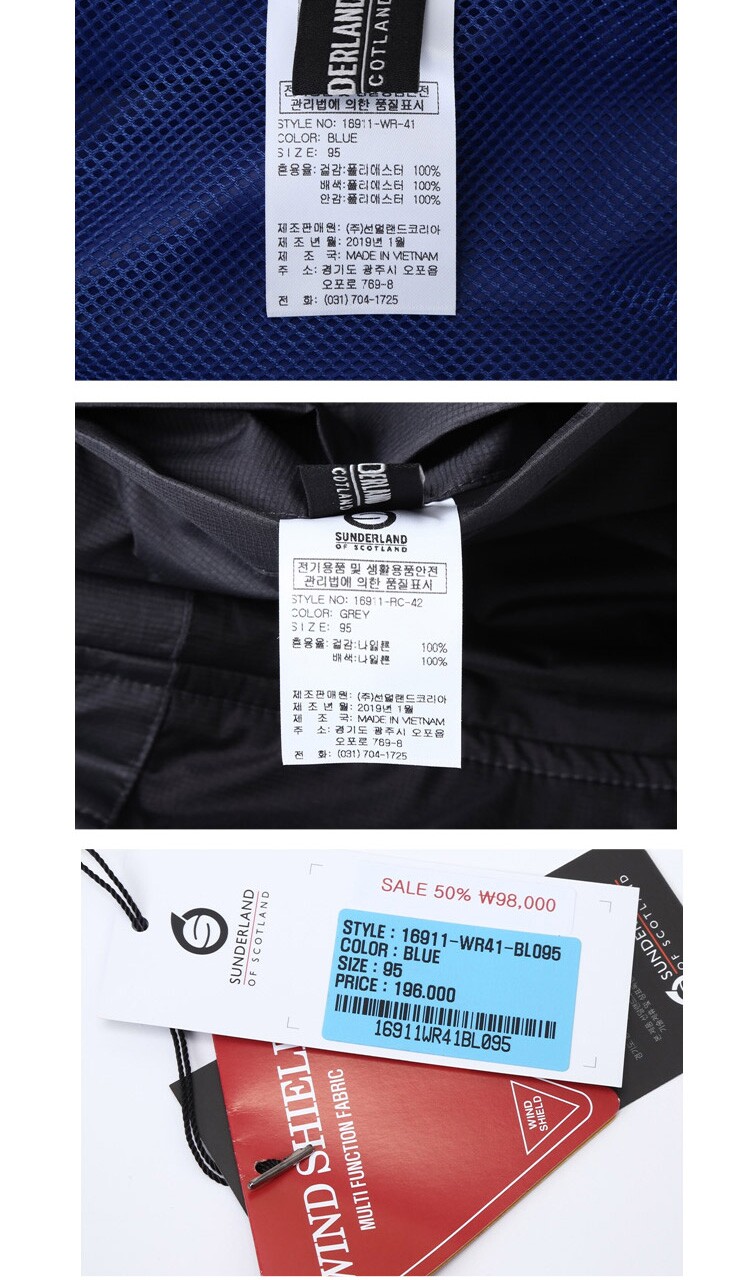 DERLAND
COTLAND
관리법에 의한 품질표시
STYLE NO: 16911-WR-41
COLOR: BLUE
SIZE: 95
혼용율: 겉감:폴리에스터 100%
배색:폴리에스터 100%
안감:폴리에스터 100%
제조판매원: (주)선덜랜드코리아
제 조 년 월: 2019년 1월
제 조 국: MADE IN VIETNAM
주 소: 경기도 광주시 오포읍
오포로 769-8
전 화: (031) 704-1725
DERLAND
COTLAND
SUNDERLAND
OF SCOTLAND
전기용품 및 생활용품안전
관리법에 의한 품질표시
STYLE NO: 16911-RC-42
COLOR: GREY
SIZE: 95
혼용율: 겉감:나일론 100%
배색:나일론 100%
제조판매원: (주)선덜랜드코리아
제 조 년 월: 2019년 1월
제 조 국: MADE IN VIETNAM
주 소: 경기도 광주시 오포읍
오포로 769-8
전 화: (031) 704-1725
SUNDERLAND
OF SCOTLAND
SALE 50% ₩98,000
STYLE : 16911-WR41-BL095
COLOR : BLUE
SIZE : 95
PRICE : 196.000
16911WR41BL095
SUNDERLAND
OF SCOTLAND
WIND SHIEL
MULTI FUNCTION FABRIC
WIND
SHIELD